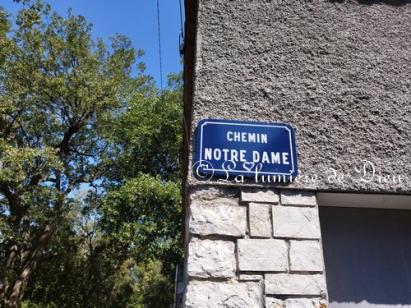 CHEMIN
NOTRE DAME
© La lumière de Dieu